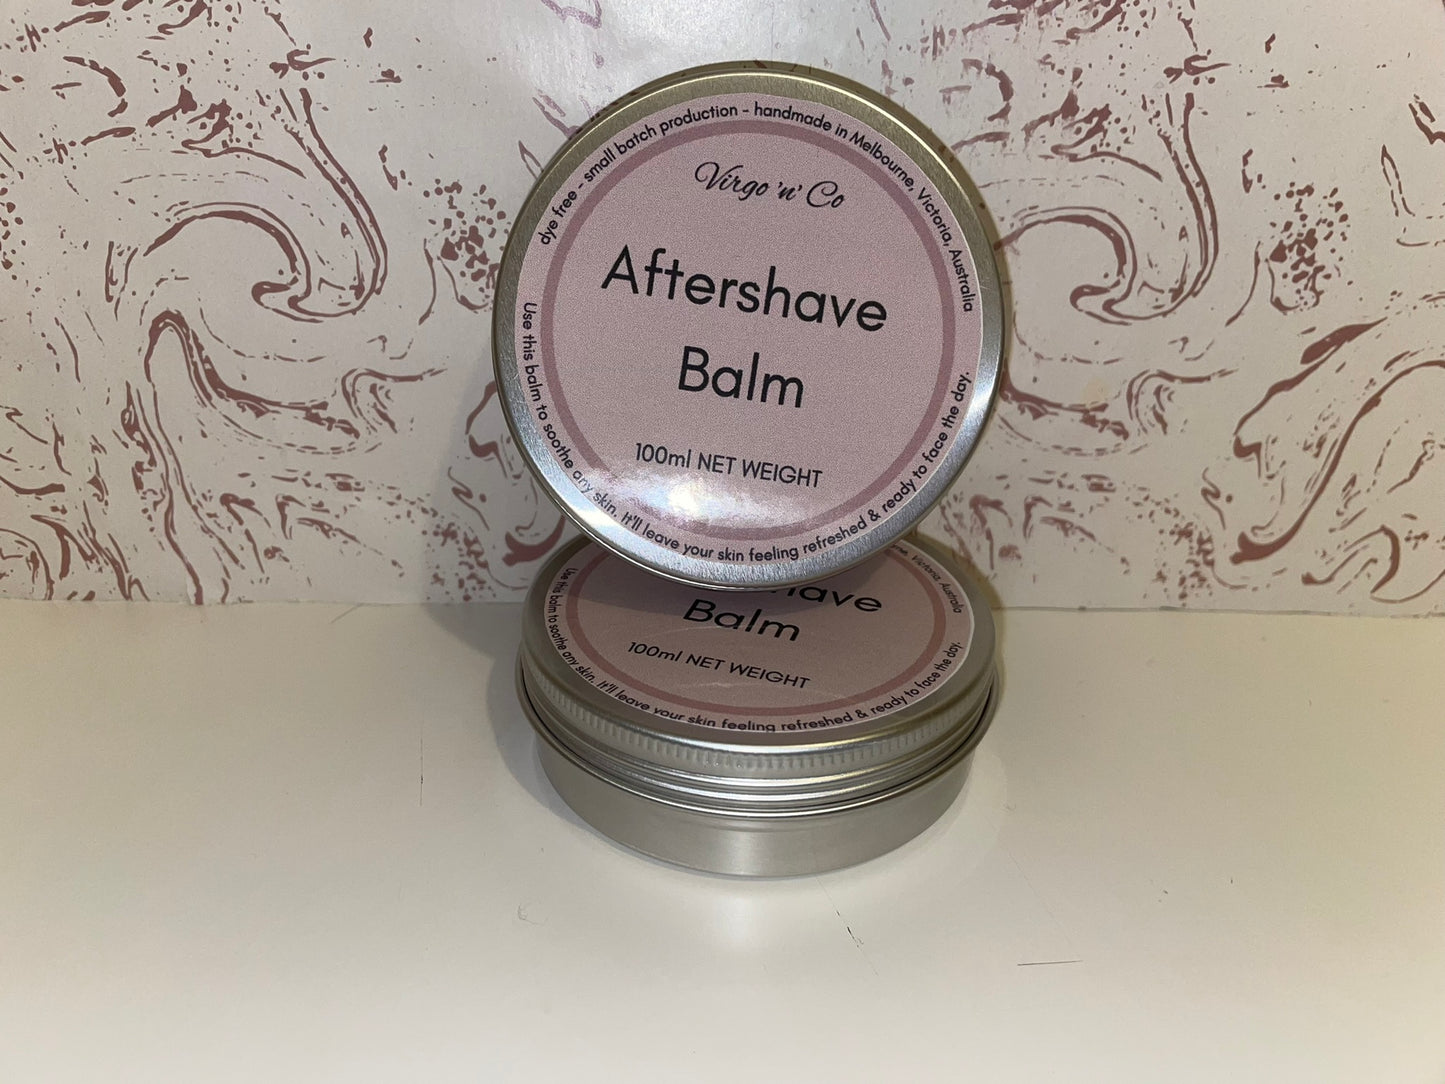 dye free - small batch production - handmade in Melbourne, Victoria, Australia
Virgo 'n' Co
Aftershave
Balm
100ml NET WEIGHT
Use this balm to soothe any skin. It'll leave your skin feeling refreshed & ready to face the day.
Victoria, Australia
Balm
100ml NET WEIGHT
Use this balm to soothe any skin. It'll leave your skin feeling refreshed & ready to face the day.